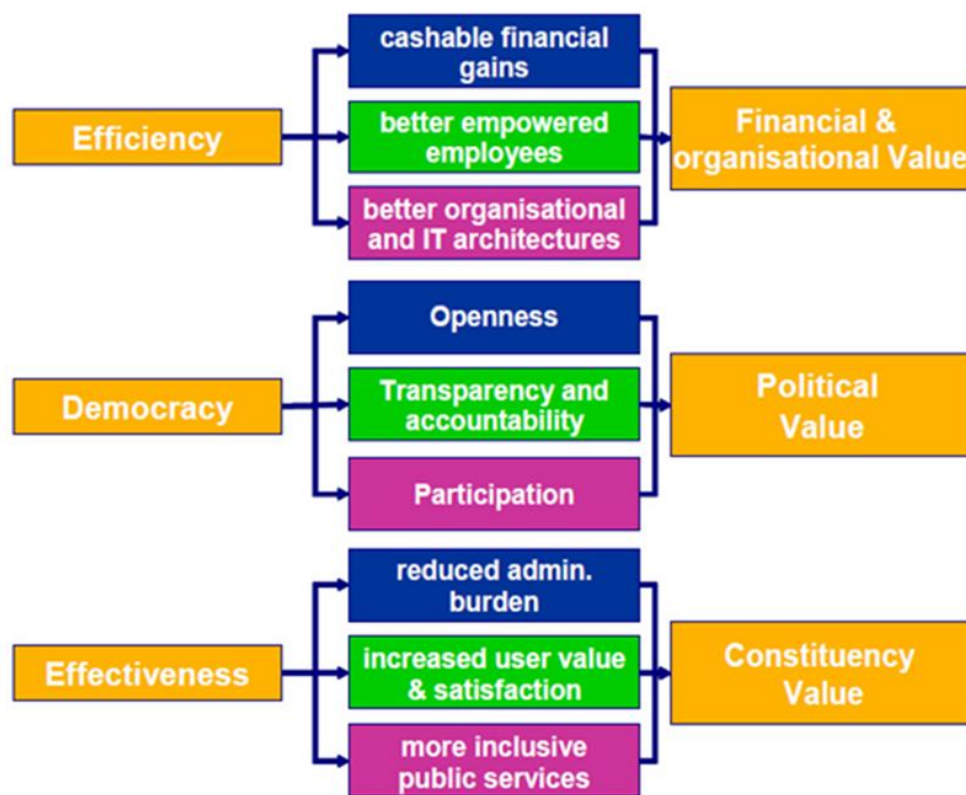 cashable financial
gains
Efficiency
better empowered
employees
Financial &
organisational Value
better organisational
and IT architectures
Openness
Democracy
Transparency and
accountability
Political
Value
Participation
reduced admin.
burden
Effectiveness
increased user value
& satisfaction
Constituency
Value
more inclusive
public services